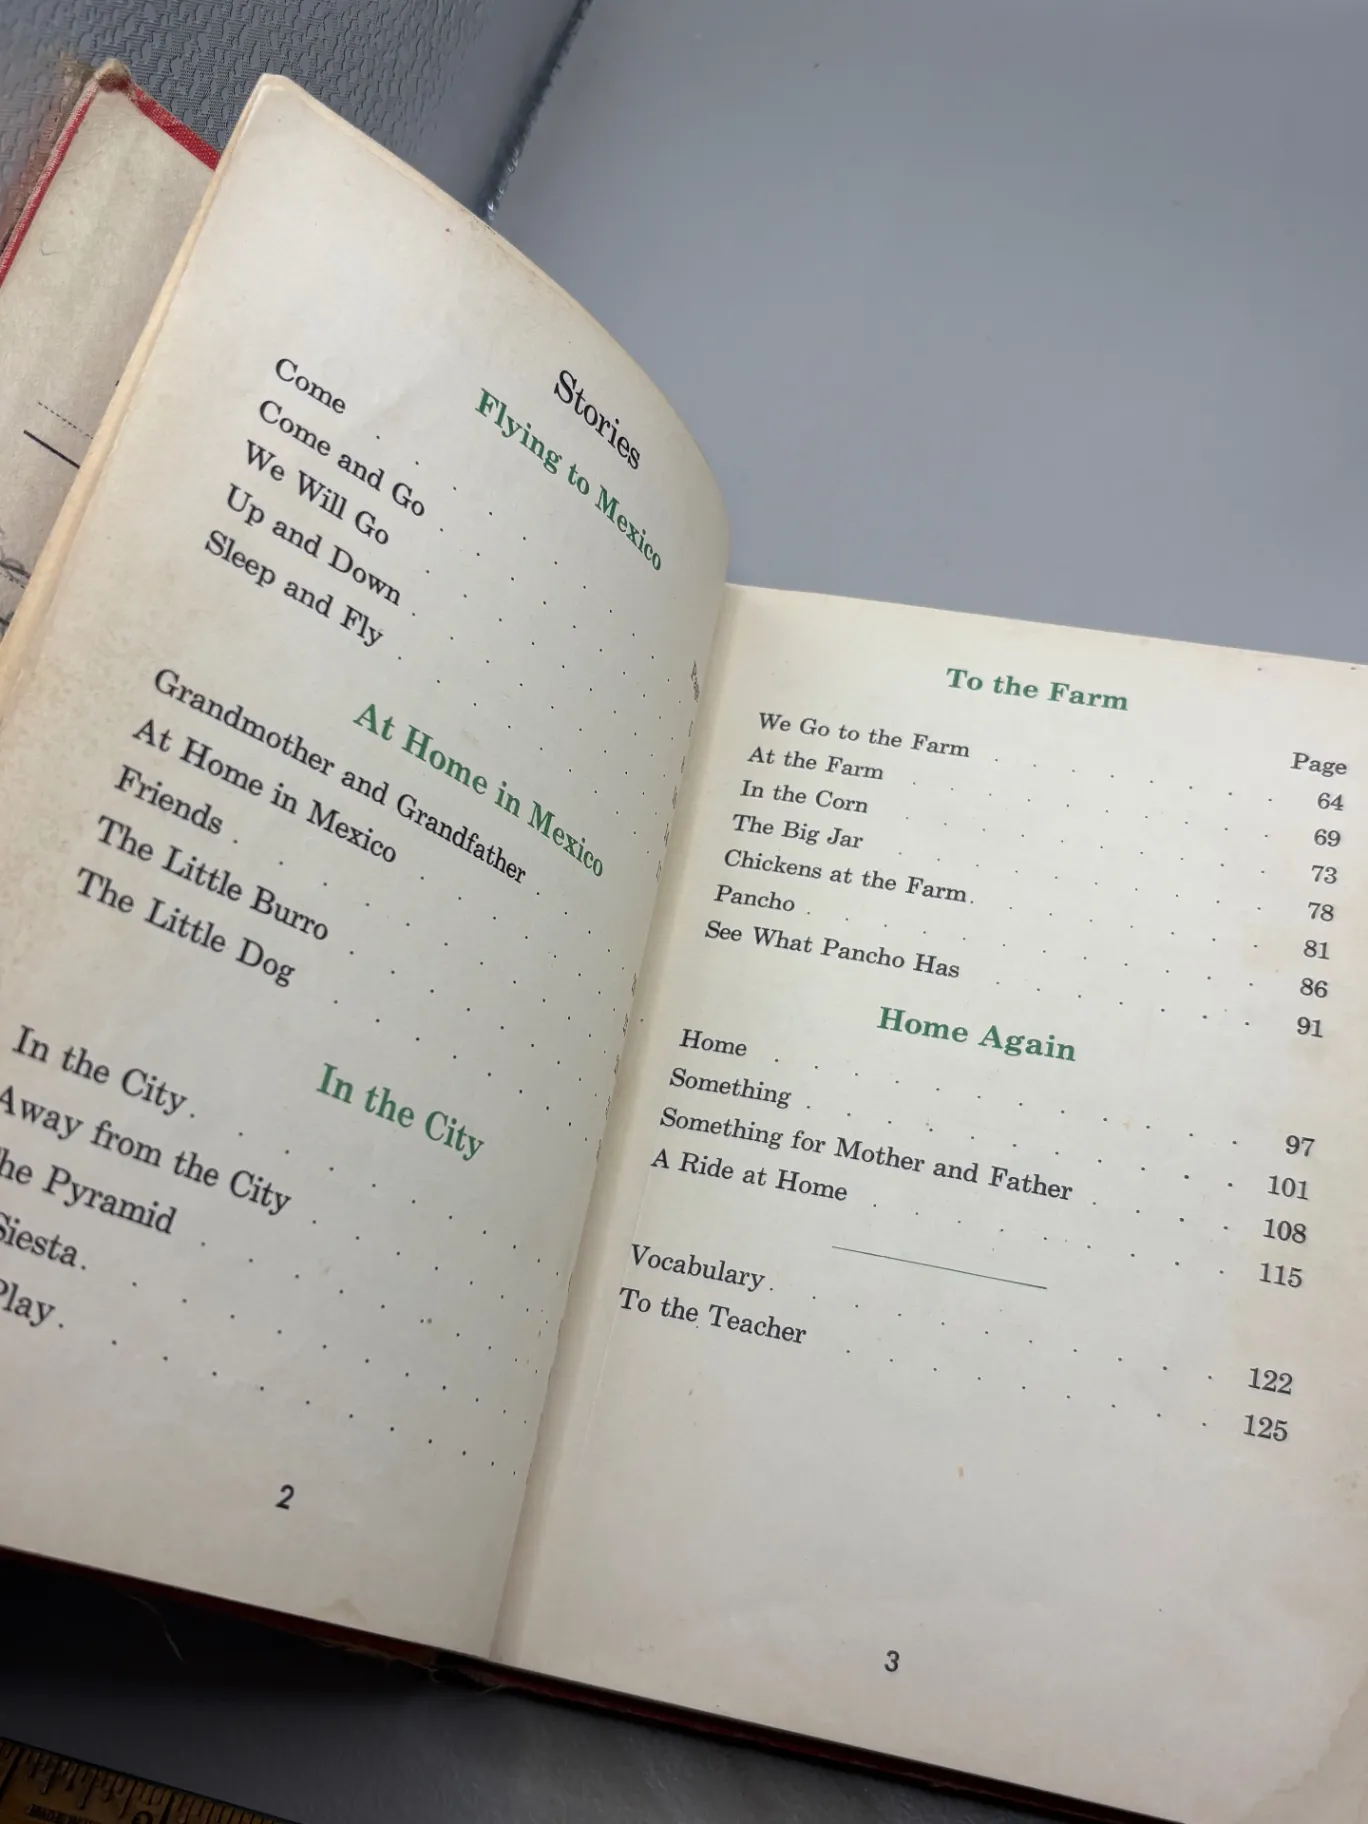 Stories
Flying to Mexico
Come
Come and Go
We Will Go
Up and Down
Sleep and Fly
At Home in Mexico
Grandmother and Grandfather
At Home in Mexico
Friends
The Little Burro
The Little Dog
In the City
In the City
Away from the City
Pyramid
Siesta
Play
2
To the Farm
Page
We Go to the Farm 64
At the Farm 69
In the Corn 73
The Big Jar 78
Chickens at the Farm 81
Pancho 86
See What Pancho Has 91
Home Again
Home 97
Something 101
Something for Mother and Father 108
A Ride at Home 115
Vocabulary 122
To the Teacher 125
3